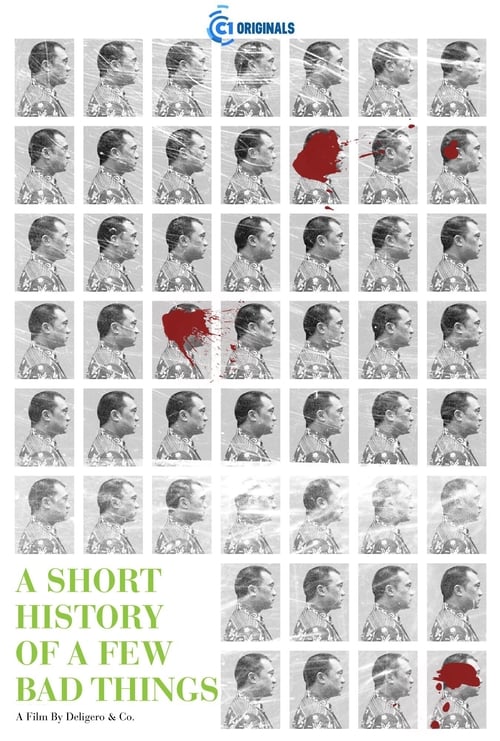 C1 ORIGINALS
A SHORT
HISTORY
OF A FEW
BAD THINGS
A Film By Deligero & Co.